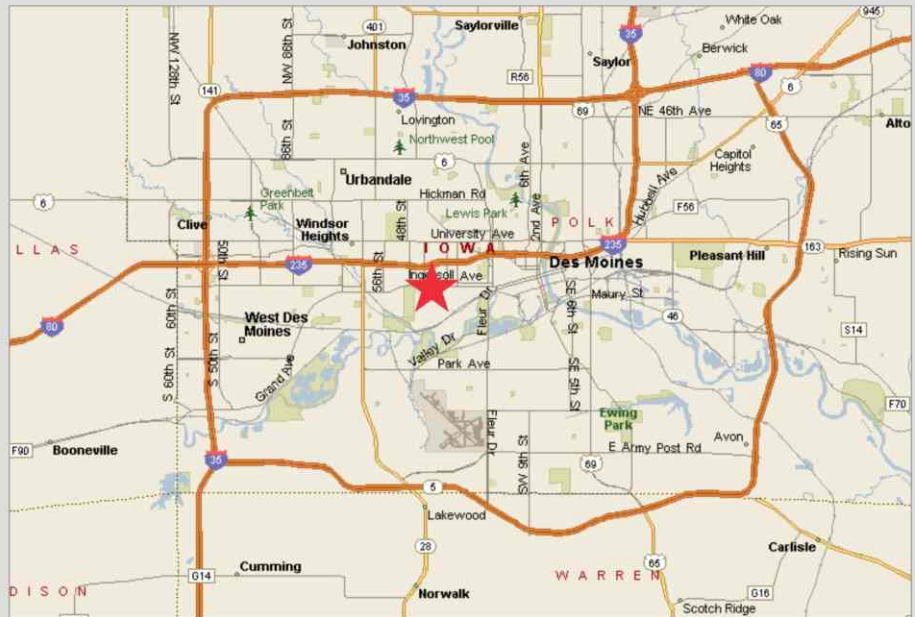 945
White Oak
Saylorville
401
35
Johnston
Berwick
Saylor
NW 128th St
NW 86th St
R56
80
6
141
35
69
NE 46th Ave
Lovington
65
Alto
86th St
Northwest Pool
6
6th Ave
Capitol
Heights
Urbandale
Hickman Rd
Greenbelt
Park
48th St
Lewis Park
2nd Ave
Hubbell Ave
F56
6
POLK
Clive
Windsor
Heights
University Ave
LLAS
IOWA
235
163
50th St
235
56th St
Ingersoll Ave
Des Moines
Pleasant Hill
Rising Sun
S 60th St
Fleur Dr
SE 6th St
Maury St
46
80
West Des
Moines
S14
S 60th St
S 50th St
Valley Dr
Park Ave
Grand Ave
SE 5th St
F70
Ewing
Park
Fleur Dr
Avon
F90
Booneville
SW 9th St
E Army Post Rd
35
69
5
Lakewood
28
Carlisle
65
G14
Cumming
WARREN
DISON
Norwalk
G16
Scotch Ridge